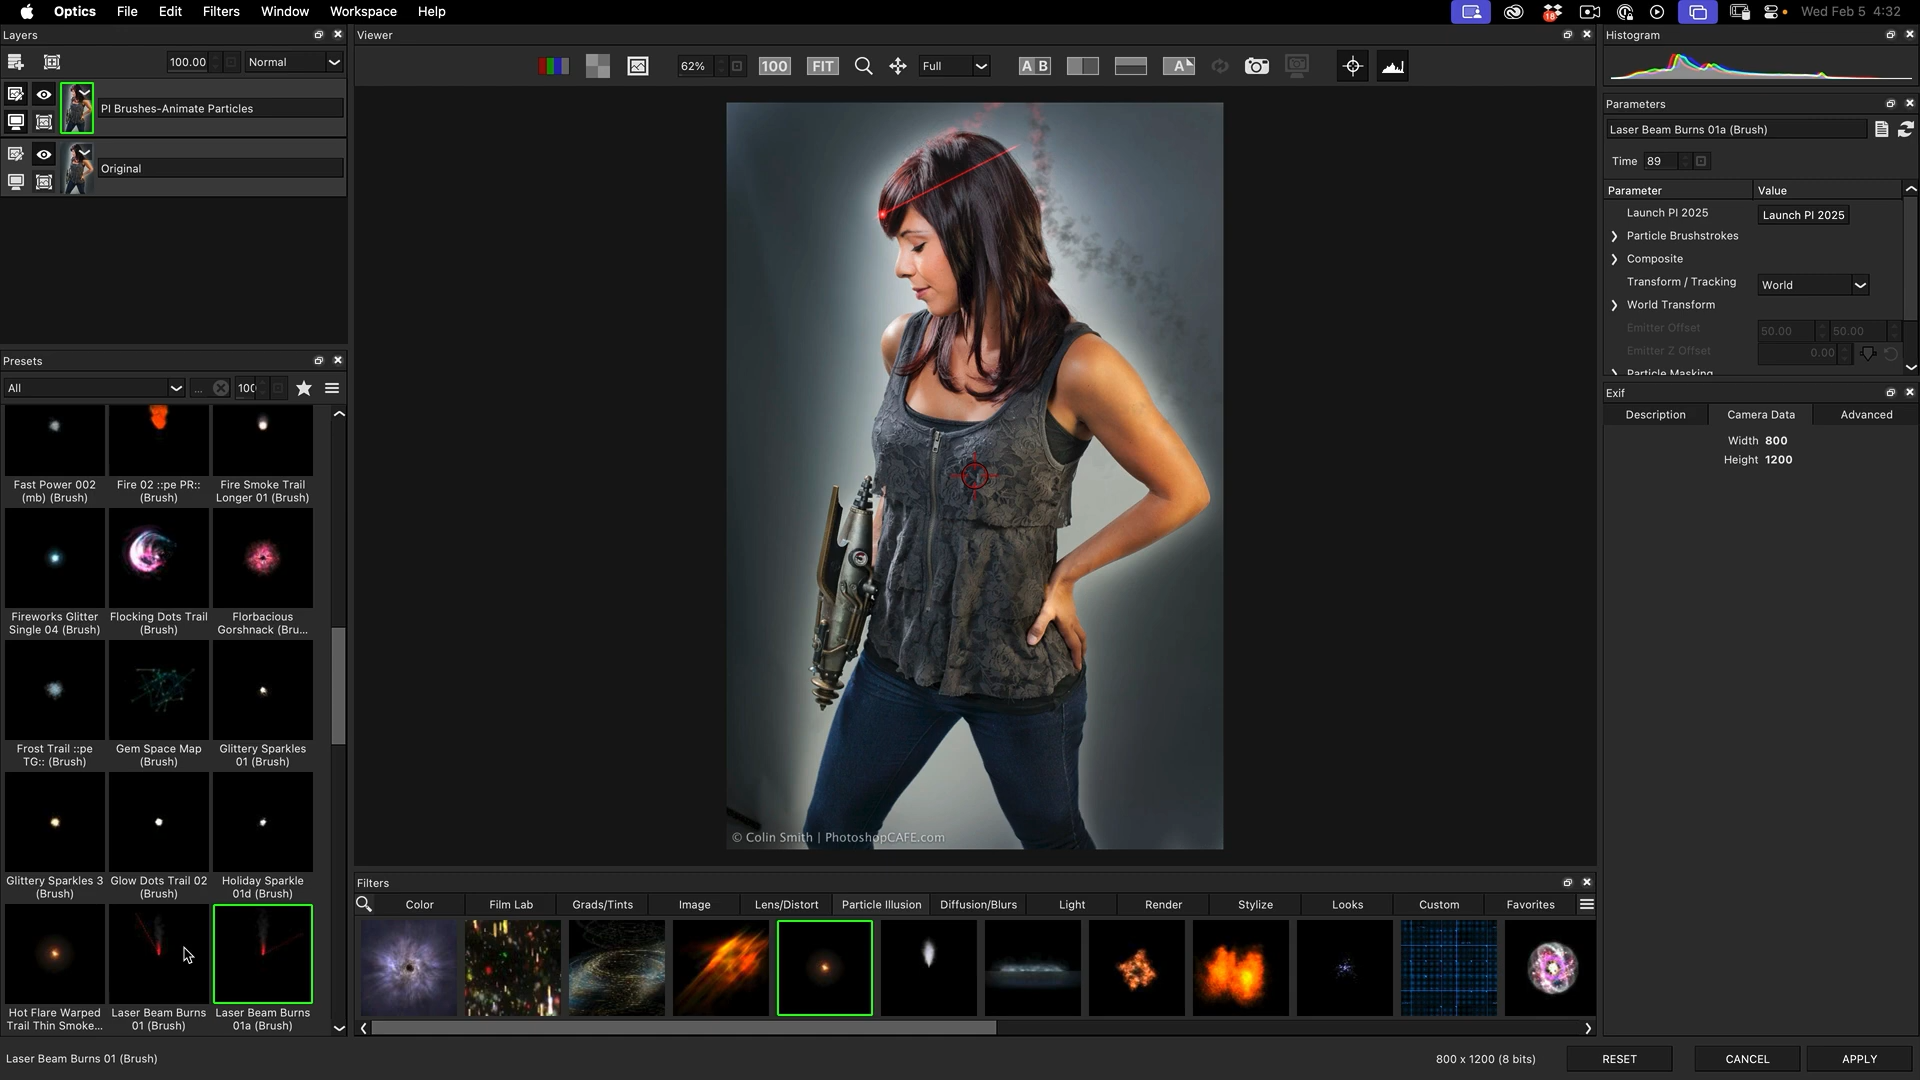 Optics File Edit Filters Window Workspace Help
18
Wed Feb 5 4:32
Layers
100.00 Normal
PI Brushes-Animate Particles
Original
Presets
All ... 100
Fast Power 002 (mb) (Brush)
Fire 02 ::pe PR:: (Brush)
Fire Smoke Trail Longer 01 (Brush)
Fireworks Glitter Single 04 (Brush)
Flocking Dots Trail (Brush)
Florbacious Gorshnack (Bru...
Frost Trail ::pe TG:: (Brush)
Gem Space Map (Brush)
Glittery Sparkles 01 (Brush)
Glittery Sparkles 3 (Brush)
Glow Dots Trail 02 (Brush)
Holiday Sparkle 01d (Brush)
Hot Flare Warped Trail Thin Smoke...
Laser Beam Burns 01 (Brush)
Laser Beam Burns 01a (Brush)
Laser Beam Burns 01 (Brush)
Viewer
62% 100 FIT Full A B A
© Colin Smith | PhotoshopCAFE.com
Filters
Color Film Lab Grads/Tints Image Lens/Distort Particle Illusion Diffusion/Blurs Light Render Stylize Looks Custom Favorites
Histogram
Parameters
Laser Beam Burns 01a (Brush)
Time 89
Parameter Value
Launch PI 2025 Launch PI 2025
Particle Brushstrokes
Composite
Transform / Tracking World
World Transform
Emitter Offset 50.00 50.00
Emitter Z Offset 0.00
Particle Masking
Exif
Description Camera Data Advanced
Width 800
Height 1200
800 x 1200 (8 bits) RESET CANCEL APPLY